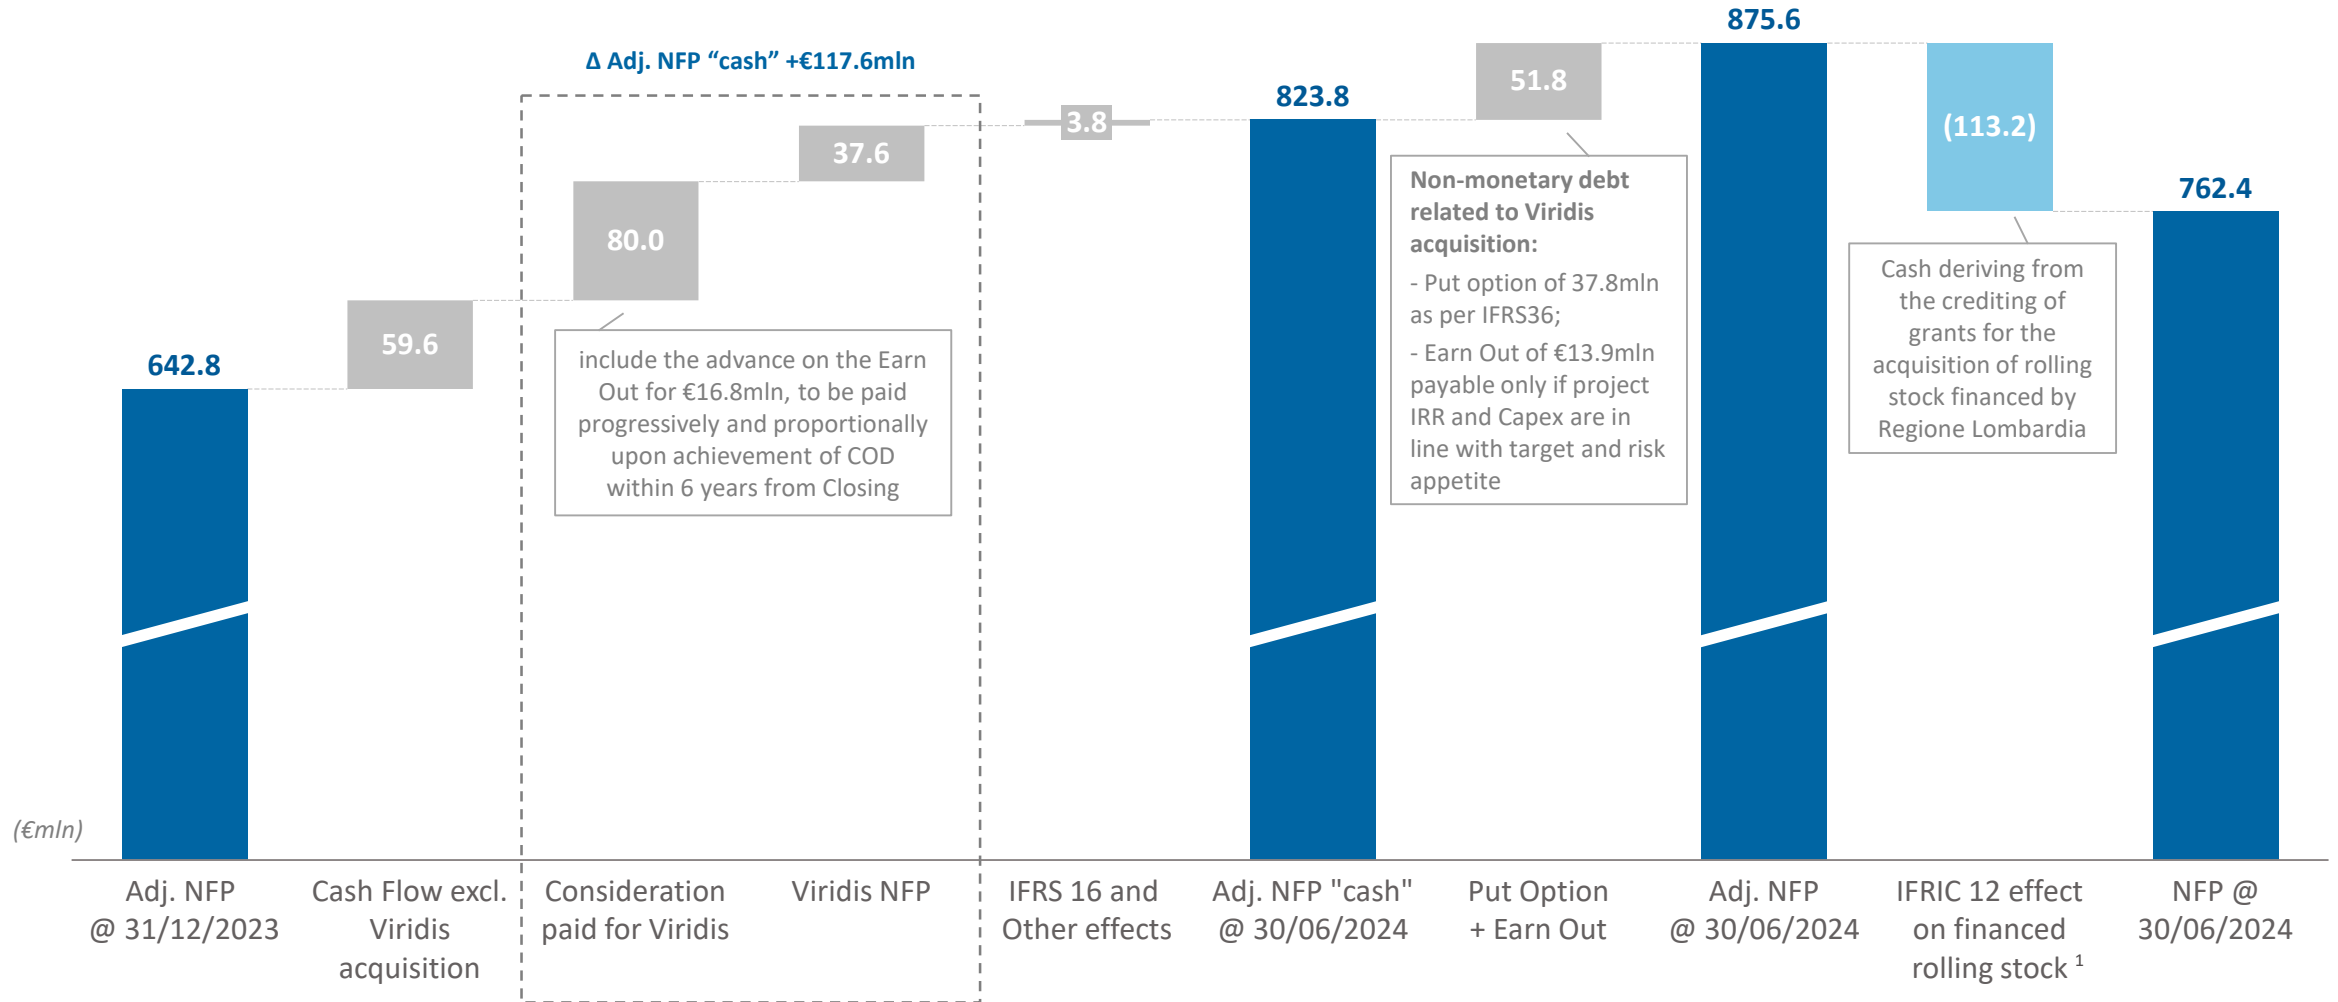 Δ Adj. NFP “cash” +€117.6mln
642.8
59.6
80.0
37.6
3.8
823.8
51.8
875.6
(113.2)
762.4
include the advance on the Earn
Out for €16.8mln, to be paid
progressively and proportionally
upon achievement of COD
within 6 years from Closing
Non-monetary debt
related to Viridis
acquisition:
- Put option of 37.8mln
as per IFRS36;
- Earn Out of €13.9mln
payable only if project
IRR and Capex are in
line with target and risk
appetite
Cash deriving from
the crediting of
grants for the
acquisition of rolling
stock financed by
Regione Lombardia
(€mln)
Adj. NFP
@ 31/12/2023
Cash Flow excl.
Viridis
acquisition
Consideration
paid for Viridis
Viridis NFP
IFRS 16 and
Other effects
Adj. NFP "cash"
@ 30/06/2024
Put Option
+ Earn Out
Adj. NFP
@ 30/06/2024
IFRIC 12 effect
on financed
rolling stock 1
NFP @
30/06/2024